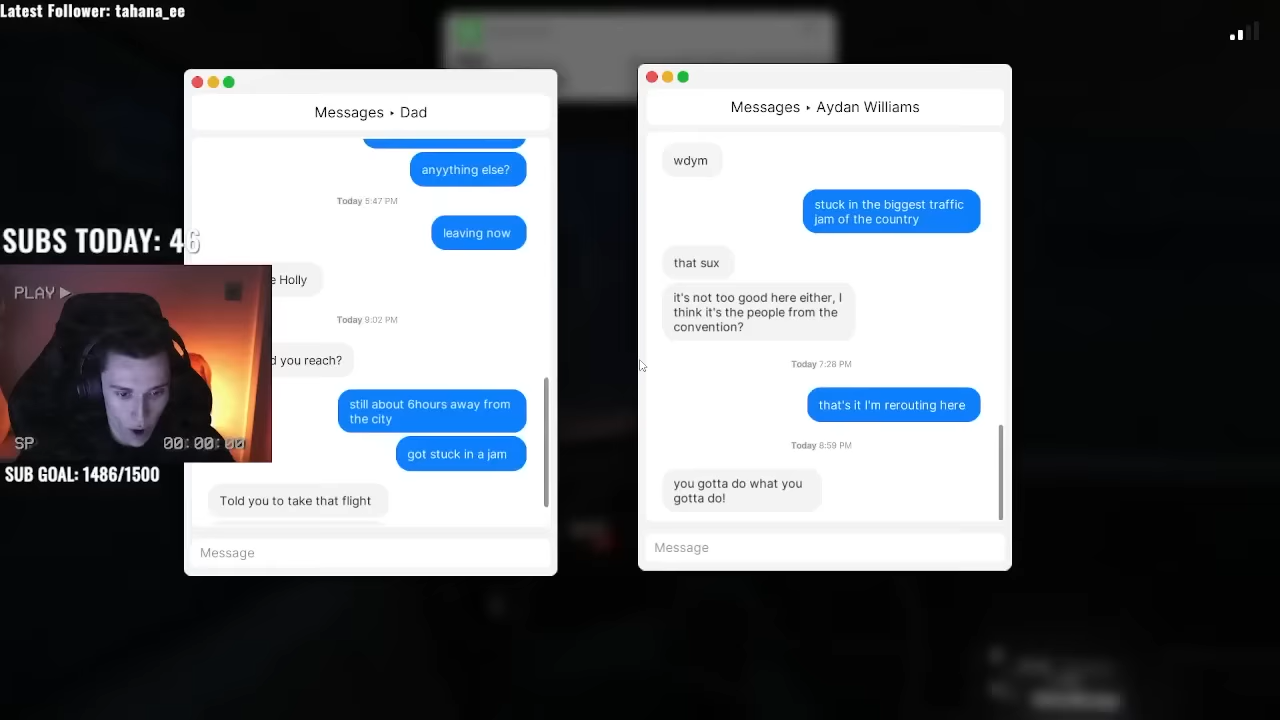 Latest Follower: tahana_ee
Messages ‣ Dad
anyything else?
Today 5:47 PM
leaving now
e Holly
Today 9:02 PM
you reach?
still about 6hours away from
the city
got stuck in a jam
Told you to take that flight
Message
Messages ‣ Aydan Williams
wdym
stuck in the biggest traffic
jam of the country
that sux
it's not too good here either, I
think it's the people from the
convention?
Today 7:28 PM
that's it I'm rerouting here
Today 8:59 PM
you gotta do what you
gotta do!
Message
SUBS TODAY: 46
PLAY
SP
00:00:00
SUB GOAL: 1486/1500